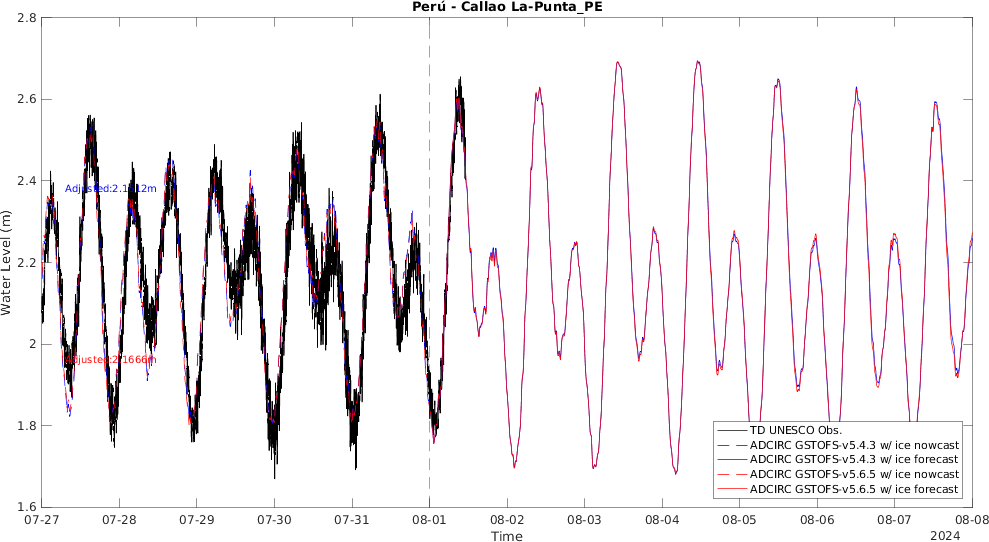 Perú - Callao La-Punta_PE
2.8
2.6
2.4
2.2
2
1.8
1.6
Water Level (m)
Adjusted:2.1
2m
TD UNESCO Obs.
ADCIRC GSTOFS-v5.4.3 w/ ice nowcast
ADCIRC GSTOFS-v5.4.3 w/ ice forecast
ADCIRC GSTOFS-v5.6.5 w/ ice nowcast
ADCIRC GSTOFS-v5.6.5 w/ ice forecast
07-27 07-28 07-29 07-30 07-31 08-01 08-02 08-03 08-04 08-05 08-06 08-07 08-08
Time
2024